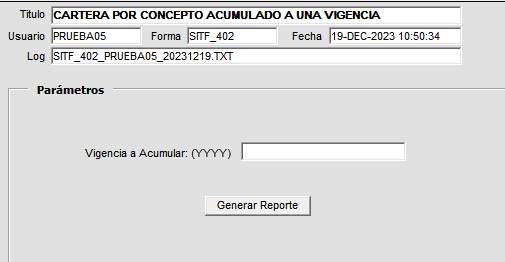 Titulo CARTERA POR CONCEPTO ACUMULADO A UNA VIGENCIA
Usuario PRUEBA05 Forma SITF_402 Fecha 19-DEC-2023 10:50:34
Log SITF_402_PRUEBA05_20231219.TXT
Parámetros
Vigencia a Acumular: (YYYY)
Generar Reporte